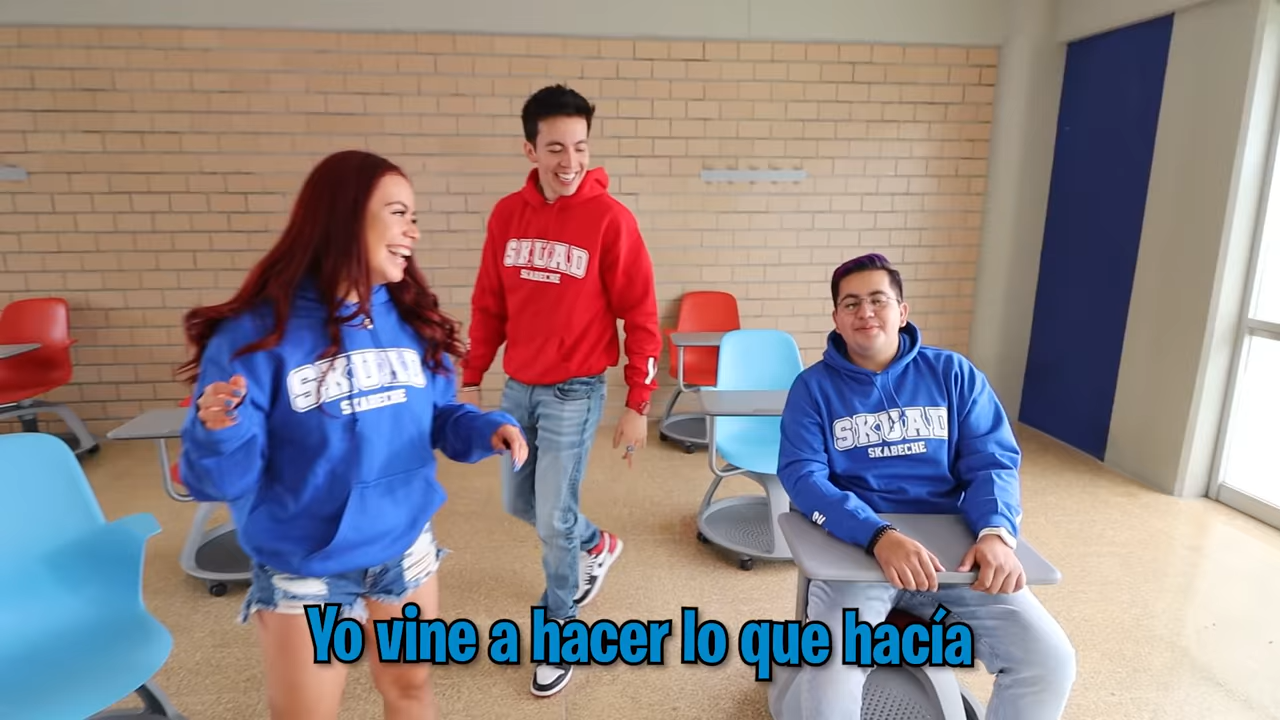 SKUAD
SKABECHE
SKUAD
SKABECHE
SKUAD
SKABECHE
Yo vine a hacer lo que hacía